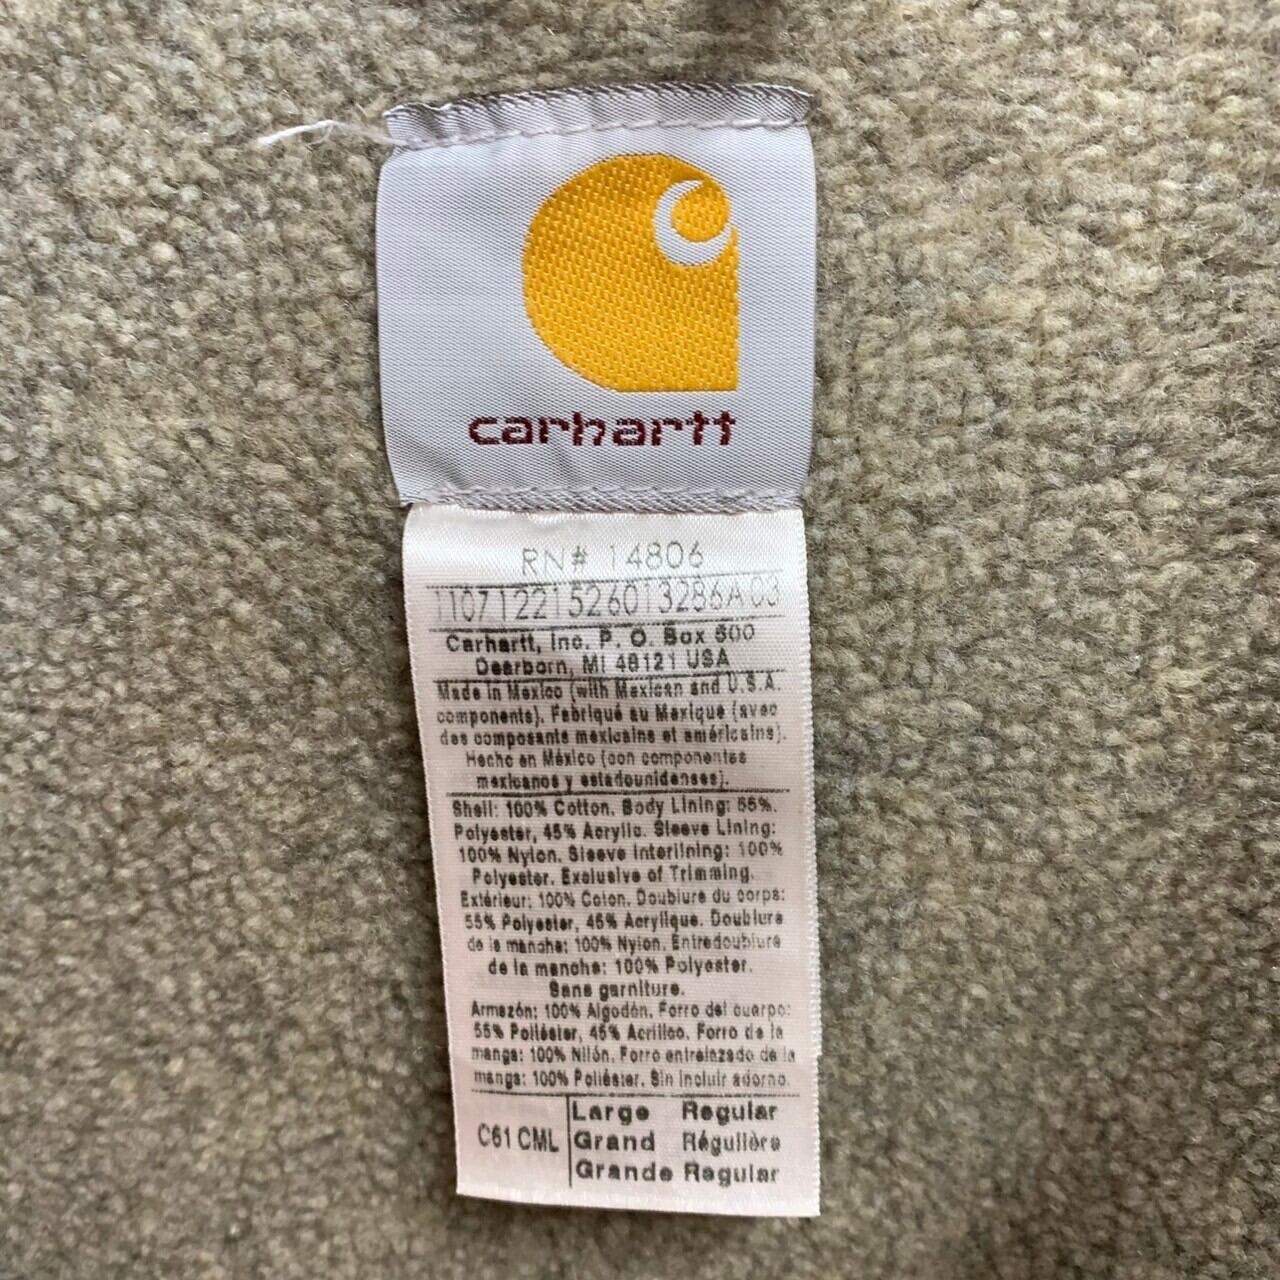 carhartt
RN# 14806
11071221526013286A 03
Carhartt, Inc. P. O. Box 600
Dearborn, MI 48121 USA
Made in Mexico (with Mexican and U.S.A.
components). Fabriqué au Mexique (avec
des composants mexicains et américains).
Hecho en México (con componentes
mexicanos y estadounidenses).
Shell: 100% Cotton. Body Lining: 55%.
Polyester, 45% Acrylic. Sleeve Lining:
100% Nylon. Sleeve Interlining: 100%
Polyester. Exclusive of Trimming.
Extérieur: 100% Coton. Doublure du corps:
55% Polyester, 45% Acrylique. Doublure
de la manche: 100% Nylon. Entredoublure
de la manche: 100% Polyester.
Sans garniture.
Armazón: 100% Algodón. Forro del cuerpo:
55% Poliéster, 45% Acrilico. Forro de la
manga: 100% Nilón. Forro entrelazado de la
manga: 100% Poliéster. Sin incluir adorno.
C61 CML
Large Regular
Grand Régulière
Grande Regular